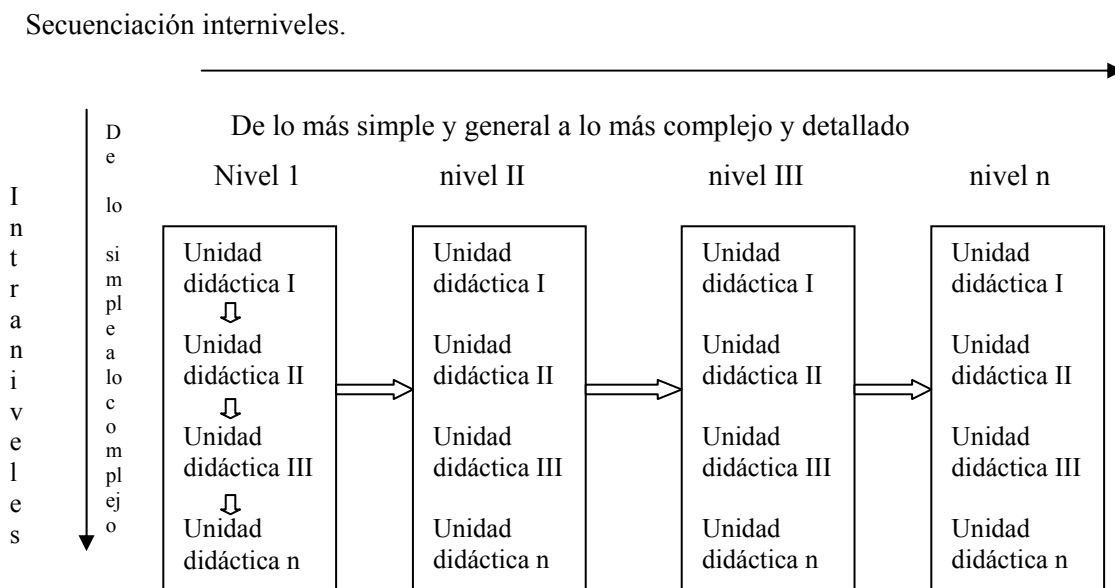 Secuenciación interniveles.
De lo más simple y general a lo más complejo y detallado
Nivel 1
nivel II
nivel III
nivel n
Intraniveles
De lo simple a lo complejo
Unidad
didáctica I
Unidad
didáctica II
Unidad
didáctica III
Unidad
didáctica n
Unidad
didáctica I
Unidad
didáctica II
Unidad
didáctica III
Unidad
didáctica n
Unidad
didáctica I
Unidad
didáctica II
Unidad
didáctica III
Unidad
didáctica n
Unidad
didáctica I
Unidad
didáctica II
Unidad
didáctica III
Unidad
didáctica n